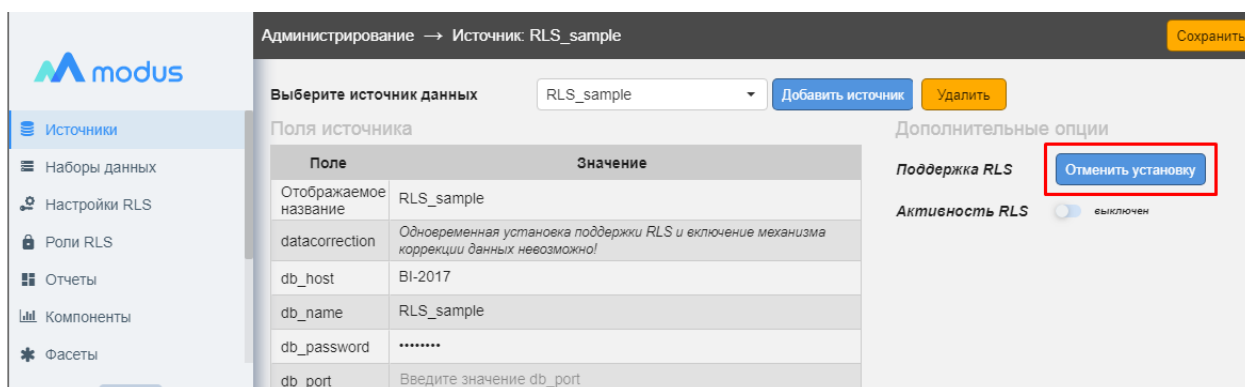 Администрирование → Источник: RLS_sample
Сохранить
modus
Выберите источник данных
RLS_sample
Добавить источник
Удалить
Источники
Наборы данных
Настройки RLS
Роли RLS
Отчеты
Компоненты
Фасеты
Поля источника
Поле Значение
Отображаемое
название
RLS_sample
datacorrection
Одновременная установка поддержки RLS и включение механизма
коррекции данных невозможно!
db_host BI-2017
db_name RLS_sample
db_password ••••••••
db_port Введите значение db_port
Дополнительные опции
Поддержка RLS Отменить установку
Активность RLS выключен